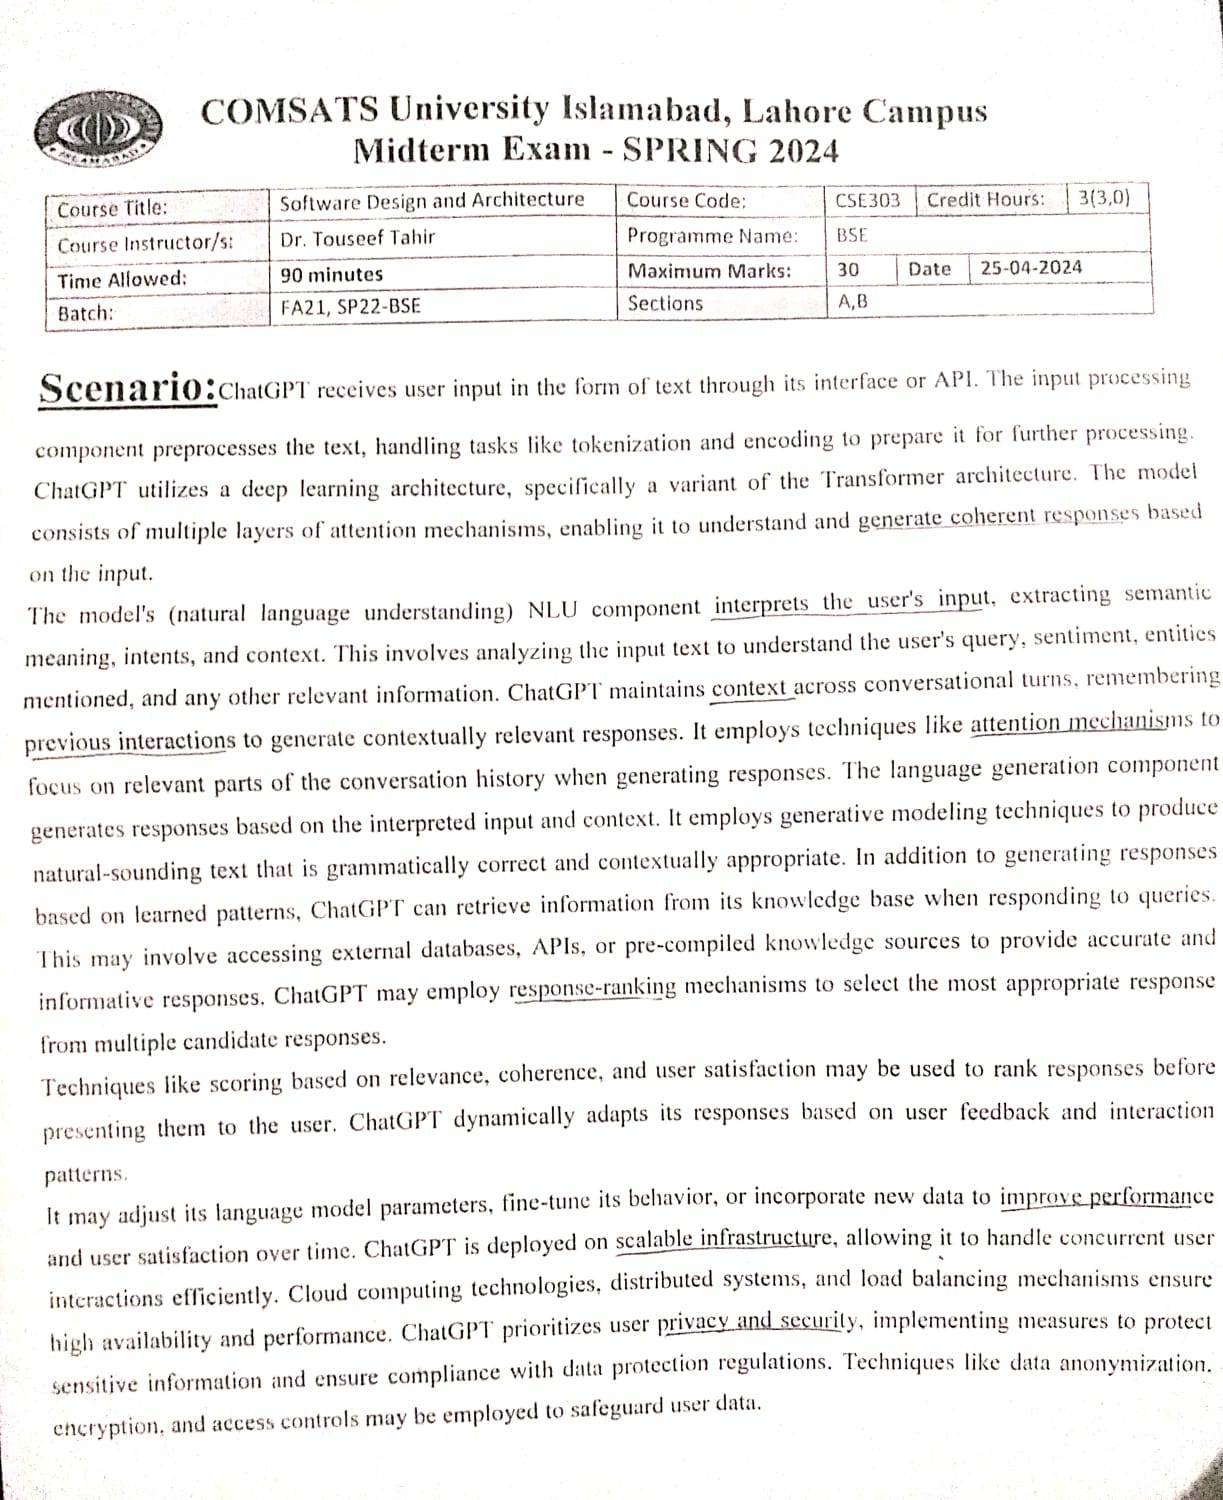 COMSATS University Islamabad, Lahore Campus
Midterm Exam - SPRING 2024
ISLAMABAD
Course Title: Software Design and Architecture Course Code: CSE303 Credit Hours: 3(3,0)
Course Instructor/s: Dr. Touseef Tahir Programme Name: BSE
Time Allowed: 90 minutes Maximum Marks: 30 Date 25-04-2024
Batch: FA21, SP22-BSE Sections A,B
Scenario: ChatGPT receives user input in the form of text through its interface or API. The input processing
component preprocesses the text, handling tasks like tokenization and encoding to prepare it for further processing.
ChatGPT utilizes a deep learning architecture, specifically a variant of the Transformer architecture. The model
consists of multiple layers of attention mechanisms, enabling it to understand and generate coherent responses based
on the input.
The model's (natural language understanding) NLU component interprets the user's input, extracting semantic
meaning, intents, and context. This involves analyzing the input text to understand the user's query, sentiment, entities
mentioned, and any other relevant information. ChatGPT maintains context across conversational turns, remembering
previous interactions to generate contextually relevant responses. It employs techniques like attention mechanisms to
focus on relevant parts of the conversation history when generating responses. The language generation component
generates responses based on the interpreted input and context. It employs generative modeling techniques to produce
natural-sounding text that is grammatically correct and contextually appropriate. In addition to generating responses
based on learned patterns, ChatGPT can retrieve information from its knowledge base when responding to queries.
This may involve accessing external databases, APIs, or pre-compiled knowledge sources to provide accurate and
informative responses. ChatGPT may employ response-ranking mechanisms to select the most appropriate response
from multiple candidate responses.
Techniques like scoring based on relevance, coherence, and user satisfaction may be used to rank responses before
presenting them to the user. ChatGPT dynamically adapts its responses based on user feedback and interaction
patterns.
It may adjust its language model parameters, fine-tune its behavior, or incorporate new data to improve performance
and user satisfaction over time. ChatGPT is deployed on scalable infrastructure, allowing it to handle concurrent user
interactions efficiently. Cloud computing technologies, distributed systems, and load balancing mechanisms ensure
high availability and performance. ChatGPT prioritizes user privacy and security, implementing measures to protect
sensitive information and ensure compliance with data protection regulations. Techniques like data anonymization,
encryption, and access controls may be employed to safeguard user data.